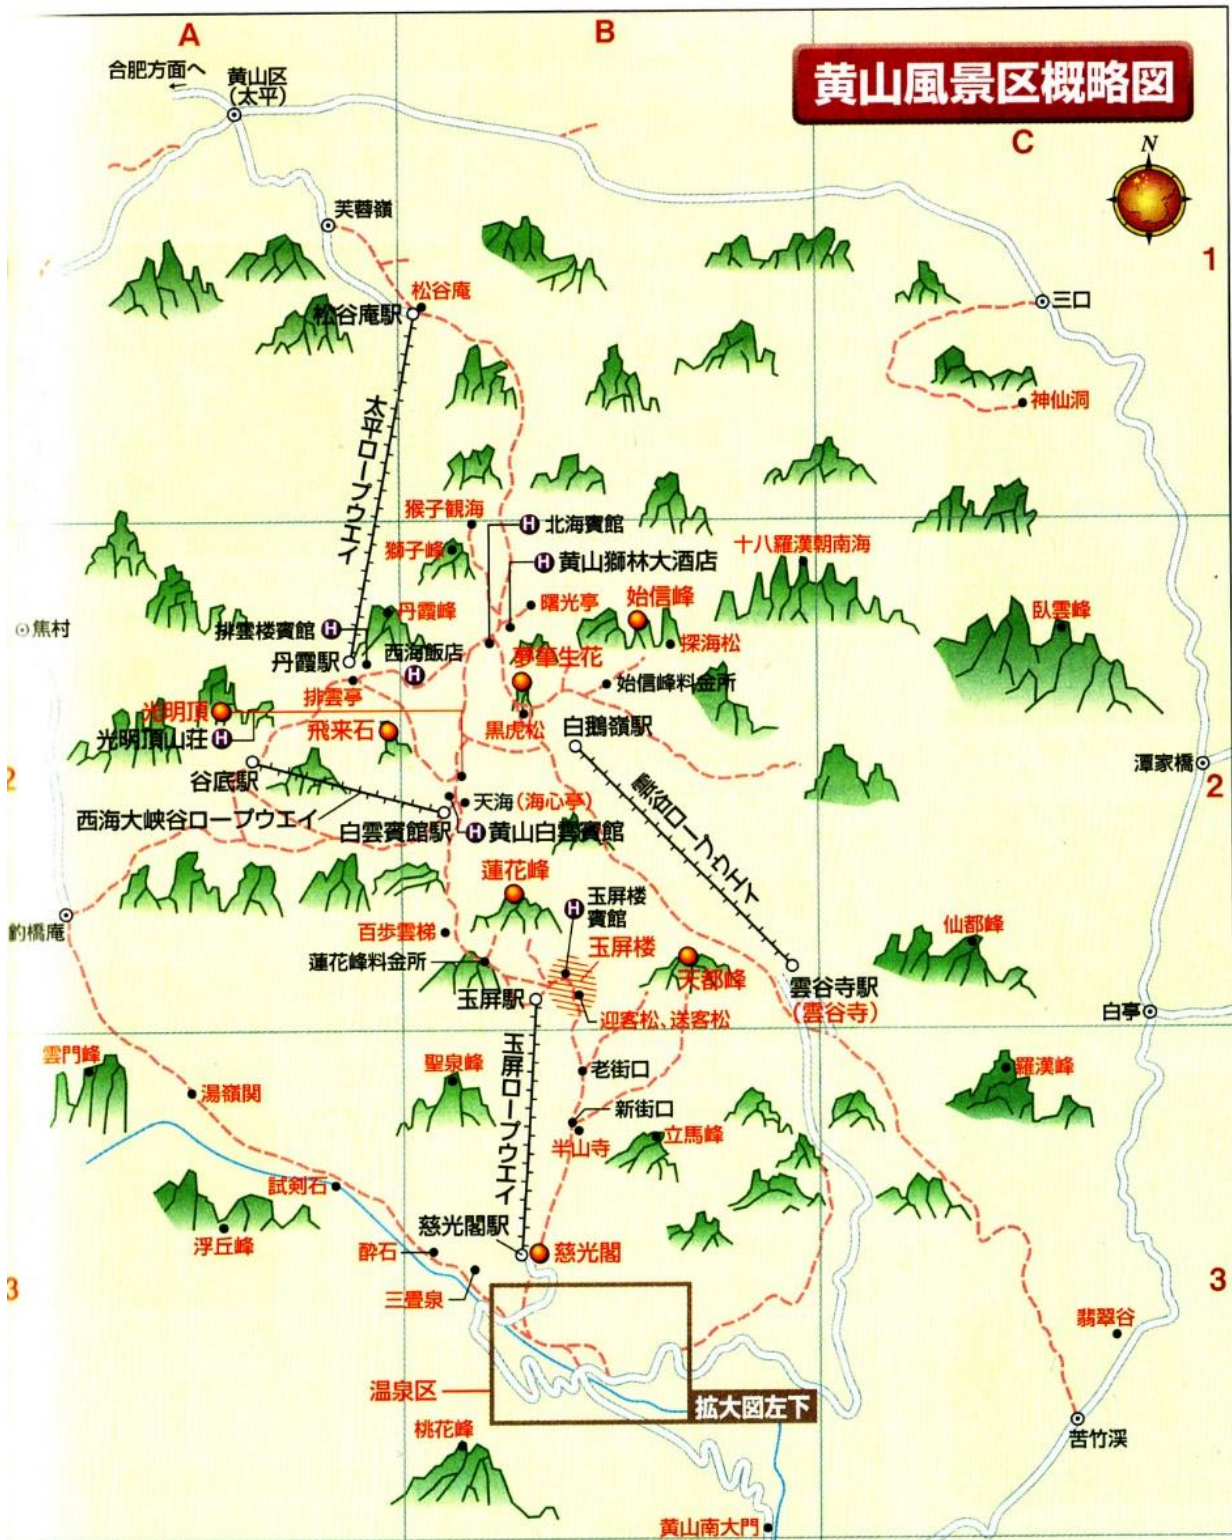 A
B
黄山風景区概略図
合肥方面へ
黄山区
(太平)
C
N
芙蓉嶺
1
松谷庵
松谷庵駅
三口
太平ロープウエイ
神仙洞
猴子観海
北海賓館
獅子峰
黄山獅林大酒店
十八羅漢朝南海
曙光亭
始信峰
丹霞峰
臥雲峰
焦村
排雲楼賓館
西海飯店
探海松
丹霞駅
夢筆生花
始信峰料金所
排雲亭
光明頂
飛来石
黒虎松
白鵝嶺駅
光明頂山荘
谷底駅
潭家橋
2
2
天海(海心亭)
雲谷ロープウエイ
西海大峡谷ロープウエイ
白雲賓館駅
黄山白雲賓館
蓮花峰
玉屏楼
賓館
釣橋庵
百歩雲梯
仙都峰
玉屏楼
蓮花峰料金所
天都峰
玉屏駅
雲谷寺駅
(雲谷寺)
白亭
迎客松、送客松
雲門峰
聖泉峰
老街口
羅漢峰
湯嶺関
玉屏ロープウエイ
新街口
半山寺
立馬峰
試剣石
浮丘峰
慈光閣駅
慈光閣
酔石
3
3
三畳泉
翡翠谷
温泉区
拡大図左下
桃花峰
苦竹渓
黄山南大門
H
H
H
H
H
H
H